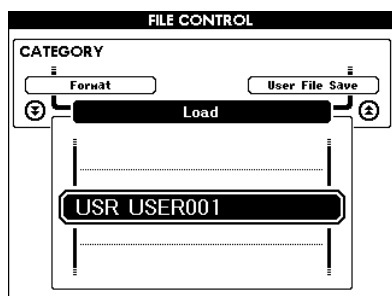 FILE CONTROL
CATEGORY
Format
User File Save
Load
USR USER001